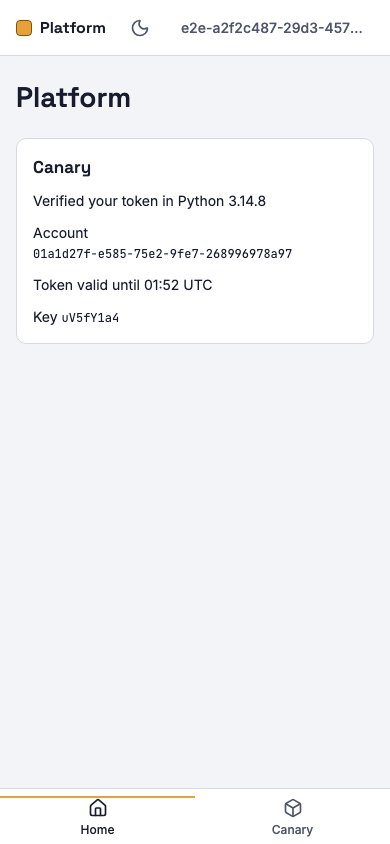 Platform
e2e-a2f2c487-29d3-457...
Platform
Canary
Verified your token in Python 3.14.8
Account
01a1d27f-e585-75e2-9fe7-268996978a97
Token valid until 01:52 UTC
Key uV5fY1a4
Home
Canary